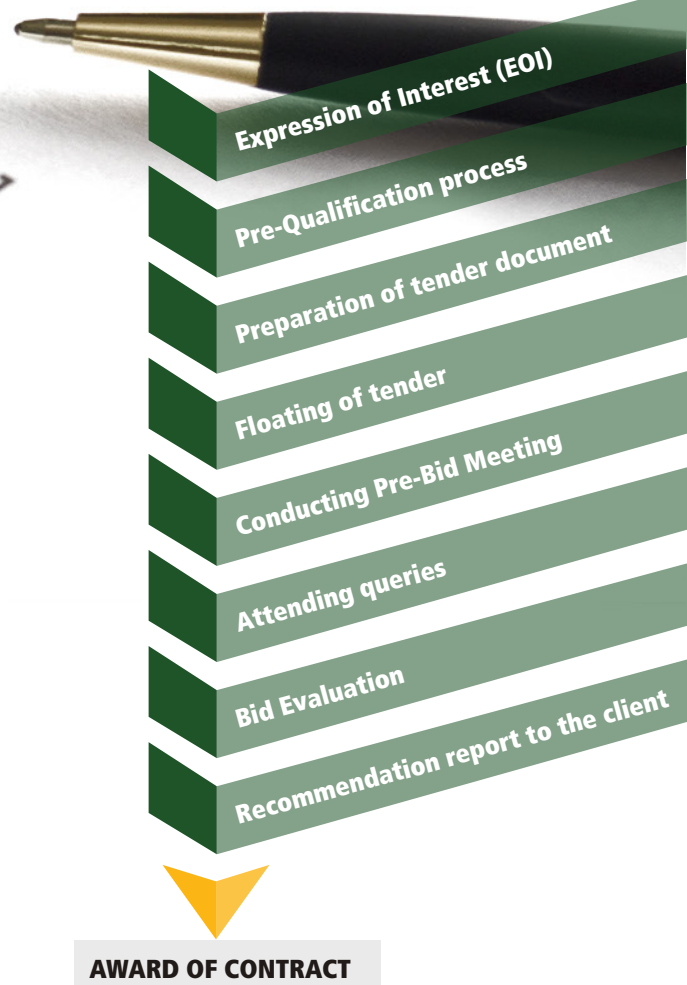 Expression of Interest (EOI)
Pre-Qualification process
Preparation of tender document
Floating of tender
Conducting Pre-Bid Meeting
Attending queries
Bid Evaluation
Recommendation report to the client
AWARD OF CONTRACT